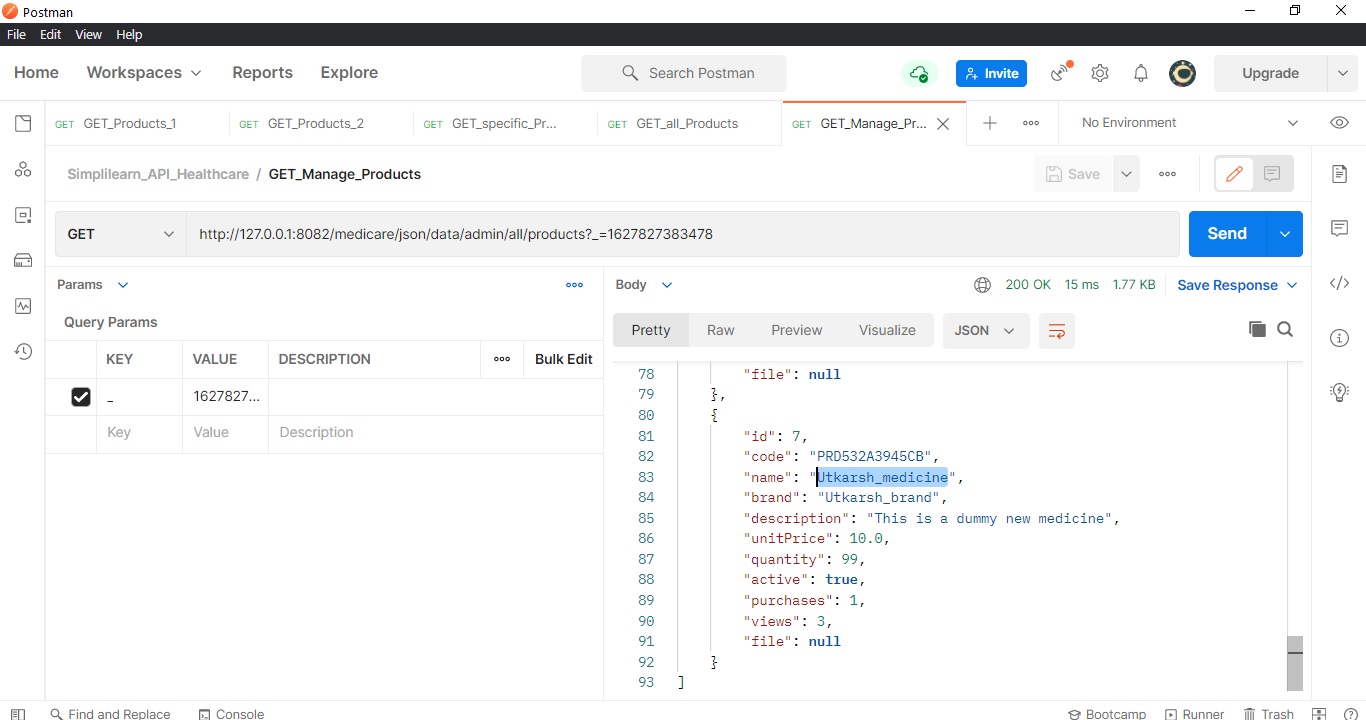 Postman
File Edit View Help
Home Workspaces Reports Explore Search Postman Invite Upgrade
GET GET_Products_1 GET GET_Products_2 GET GET_specific_Pr... GET GET_all_Products GET GET_Manage_Pr... No Environment
Simplilearn_API_Healthcare / GET_Manage_Products Save
GET http://127.0.0.1:8082/medicare/json/data/admin/all/products?_=1627827383478 Send
Params Body 200 OK 15 ms 1.77 KB Save Response
Query Params
Pretty Raw Preview Visualize JSON
KEY VALUE DESCRIPTION Bulk Edit
_ 1627827...
Key Value Description
78 "file": null
79 },
80 {
81 "id": 7,
82 "code": "PRD532A3945CB",
83 "name": "Utkarsh_medicine",
84 "brand": "Utkarsh_brand",
85 "description": "This is a dummy new medicine",
86 "unitPrice": 10.0,
87 "quantity": 99,
88 "active": true,
89 "purchases": 1,
90 "views": 3,
91 "file": null
92 }
93 ]
Find and Replace Console Bootcamp Runner Trash